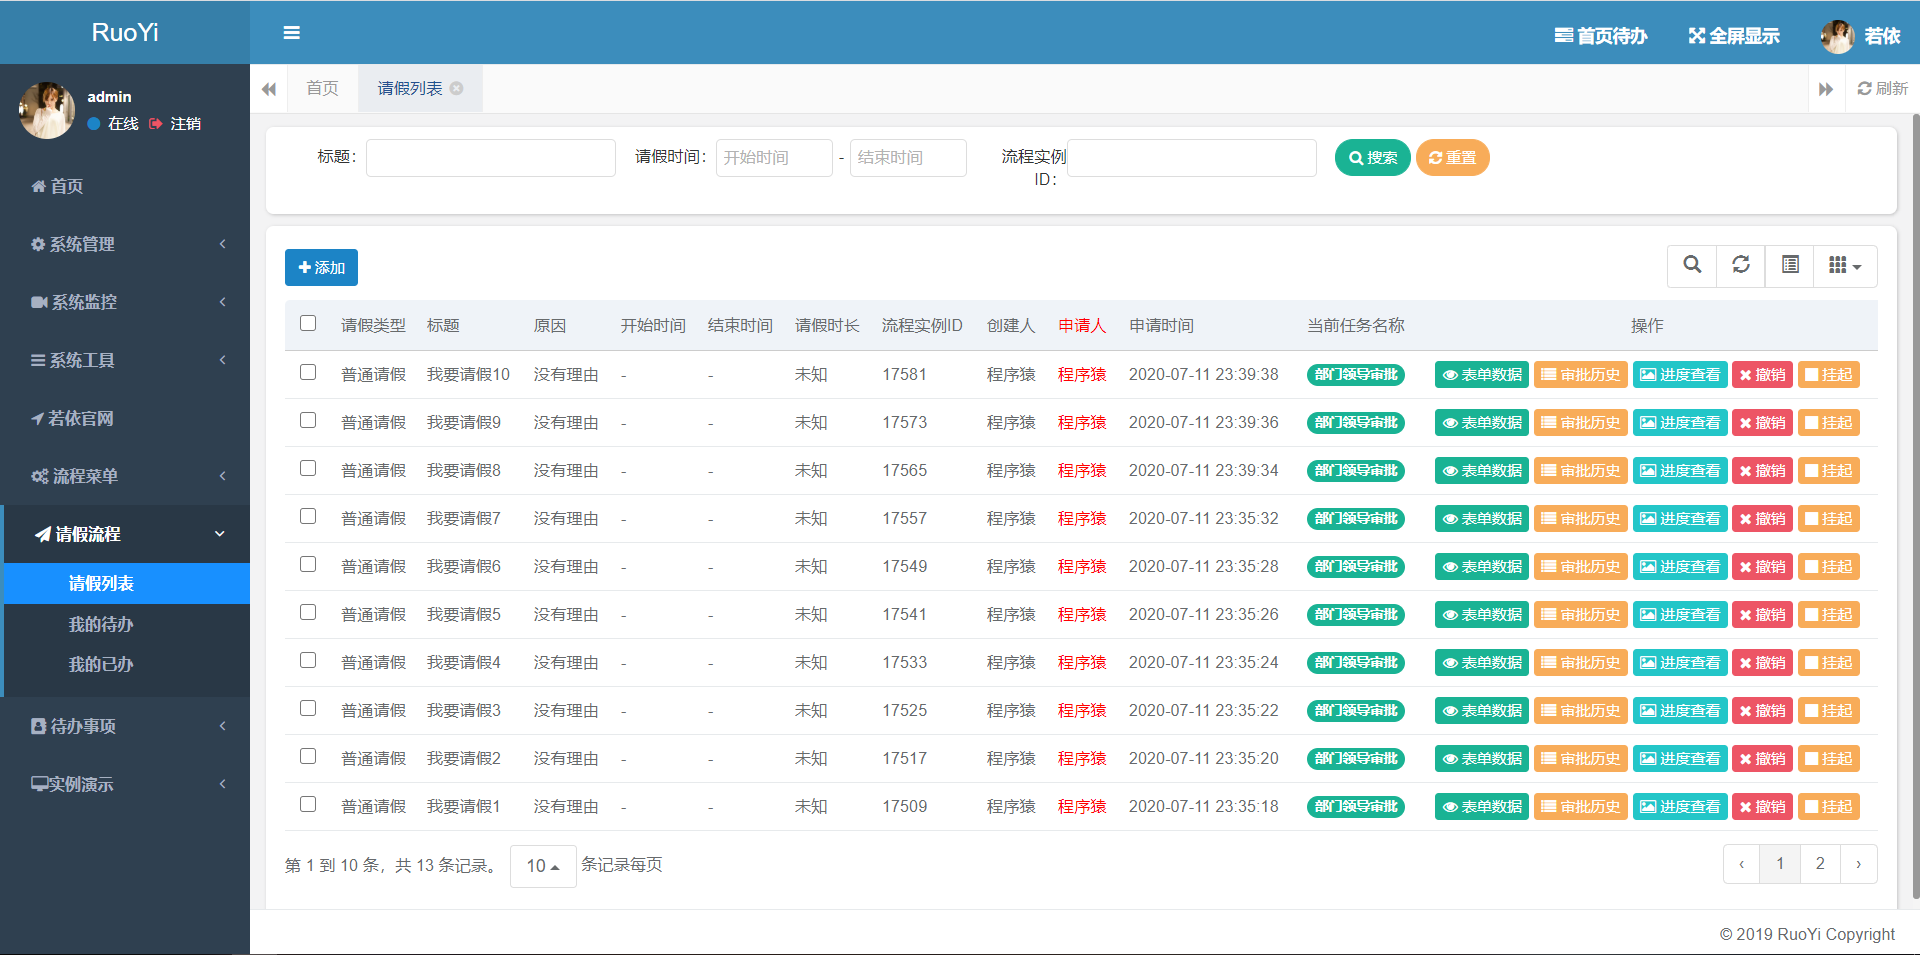 RuoYi
首页待办 全屏显示 若依
admin
在线 注销
首页
系统管理
系统监控
系统工具
若依官网
流程菜单
请假流程
请假列表
我的待办
我的已办
待办事项
实例演示
首页 请假列表 刷新
标题： 请假时间： 开始时间 - 结束时间 流程实例ID： 搜索 重置
添加
请假类型 标题 原因 开始时间 结束时间 请假时长 流程实例ID 创建人 申请人 申请时间 当前任务名称 操作
普通请假 我要请假10 没有理由 - - 未知 17581 程序猿 程序猿 2020-07-11 23:39:38 部门领导审批 表单数据 审批历史 进度查看 撤销 挂起
普通请假 我要请假9 没有理由 - - 未知 17573 程序猿 程序猿 2020-07-11 23:39:36 部门领导审批 表单数据 审批历史 进度查看 撤销 挂起
普通请假 我要请假8 没有理由 - - 未知 17565 程序猿 程序猿 2020-07-11 23:39:34 部门领导审批 表单数据 审批历史 进度查看 撤销 挂起
普通请假 我要请假7 没有理由 - - 未知 17557 程序猿 程序猿 2020-07-11 23:35:32 部门领导审批 表单数据 审批历史 进度查看 撤销 挂起
普通请假 我要请假6 没有理由 - - 未知 17549 程序猿 程序猿 2020-07-11 23:35:28 部门领导审批 表单数据 审批历史 进度查看 撤销 挂起
普通请假 我要请假5 没有理由 - - 未知 17541 程序猿 程序猿 2020-07-11 23:35:26 部门领导审批 表单数据 审批历史 进度查看 撤销 挂起
普通请假 我要请假4 没有理由 - - 未知 17533 程序猿 程序猿 2020-07-11 23:35:24 部门领导审批 表单数据 审批历史 进度查看 撤销 挂起
普通请假 我要请假3 没有理由 - - 未知 17525 程序猿 程序猿 2020-07-11 23:35:22 部门领导审批 表单数据 审批历史 进度查看 撤销 挂起
普通请假 我要请假2 没有理由 - - 未知 17517 程序猿 程序猿 2020-07-11 23:35:20 部门领导审批 表单数据 审批历史 进度查看 撤销 挂起
普通请假 我要请假1 没有理由 - - 未知 17509 程序猿 程序猿 2020-07-11 23:35:18 部门领导审批 表单数据 审批历史 进度查看 撤销 挂起
第 1 到 10 条，共 13 条记录。 10 条记录每页 ‹ 1 2 ›
© 2019 RuoYi Copyright